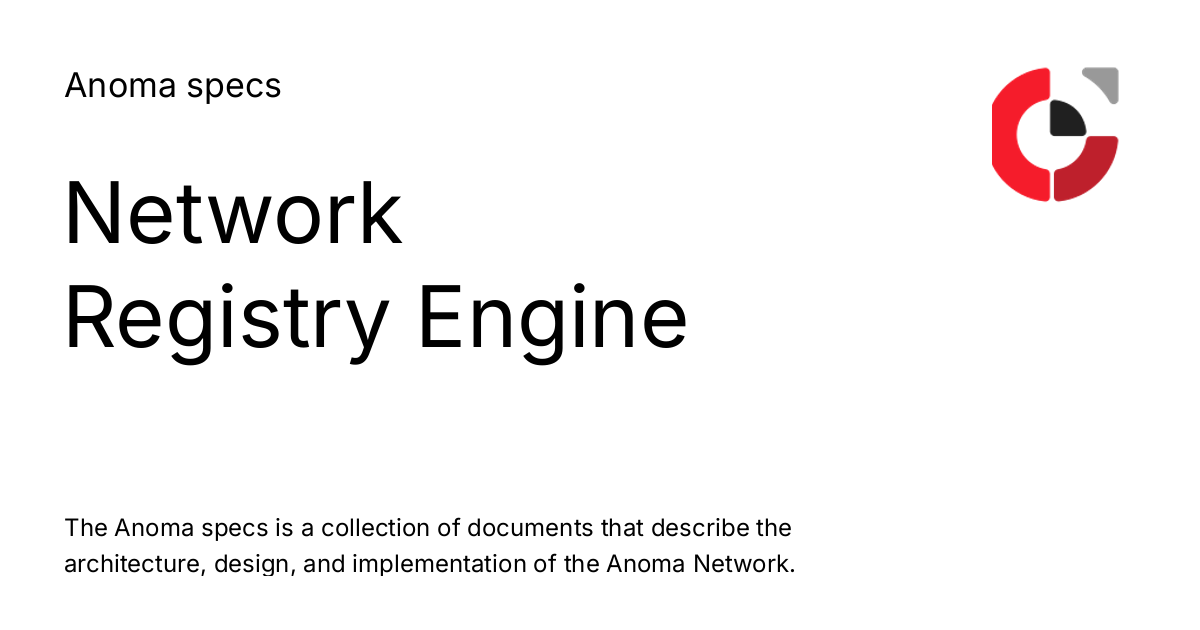 Anoma specs
Network
Registry Engine
The Anoma specs is a collection of documents that describe the
architecture, design, and implementation of the Anoma Network.